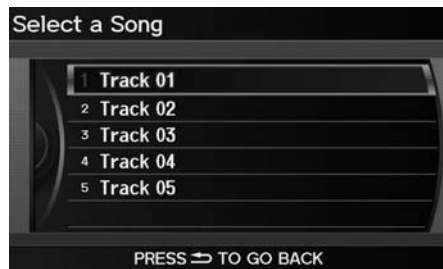 Select a Song
1 Track 01
2 Track 02
3 Track 03
4 Track 04
5 Track 05
PRESS ⮌ TO GO BACK